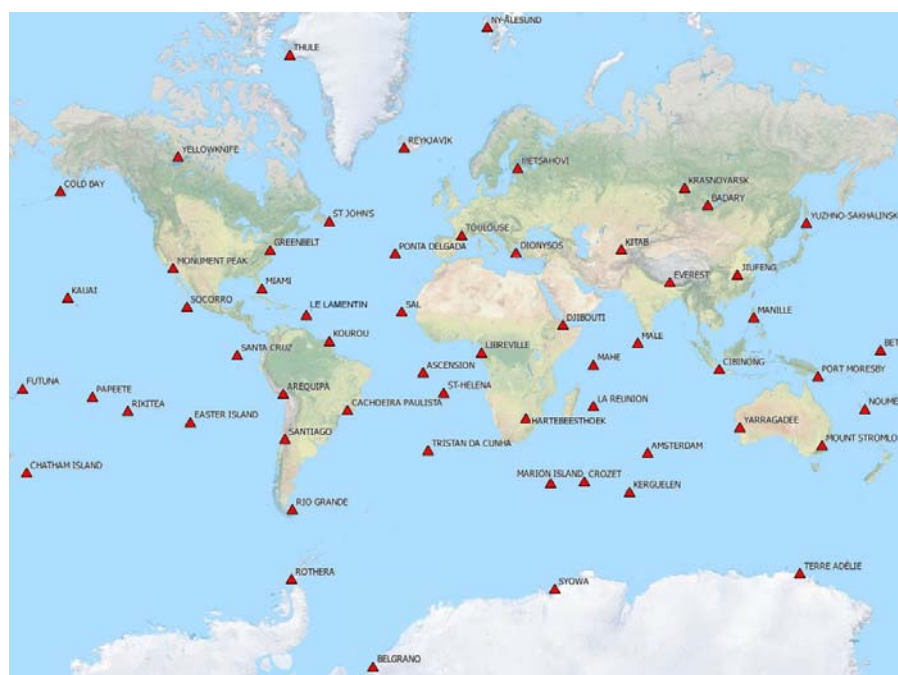 NY-ÅLESUND
THULE
REYKJAVIK
YELLOWKNIFE
METSAHOVI
COLD BAY
KRASNOYARSK
BADARY
ST JOHN'S
YUZHNO-SAKHALINSK
TOULOUSE
GREENBELT
PONTA DELGADA
DIONYSOS
KITAB
MONUMENT PEAK
EVEREST
JIUFENG
MIAMI
KAUAI
SOCORRO
LE LAMENTIN
SAL
DJIBOUTI
MANILLE
KOUROU
MALE
SANTA CRUZ
LIBREVILLE
MAHE
BET
ASCENSION
CIBINONG
PORT MORESBY
FUTUNA
PAPEETE
AREQUIPA
ST-HELENA
RIKITEA
CACHOEIRA PAULISTA
LA REUNION
NOUME
EASTER ISLAND
HARTEBEESTHOEK
YARRAGADEE
SANTIAGO
TRISTAN DA CUNHA
AMSTERDAM
MOUNT STROMLO
CHATHAM ISLAND
MARION ISLAND
CROZET
KERGUELEN
RIO GRANDE
ROTHERA
SYOWA
TERRE ADÉLIE
BELGRANO